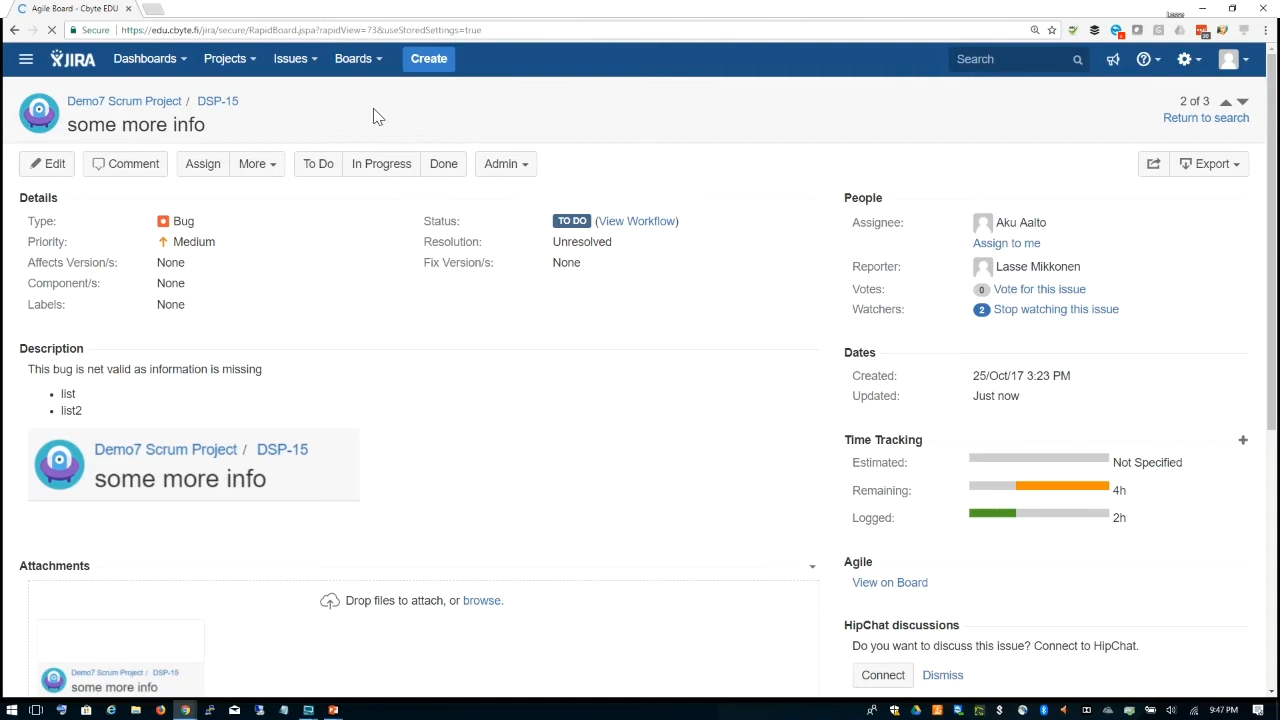 Agile Board - Cbyte EDU
Secure https://edu.cbyte.fi/jira/secure/RapidBoard.jspa?rapidView=73&useStoredSettings=true
JIRA Dashboards Projects Issues Boards Create Search
Demo7 Scrum Project / DSP-15
some more info
2 of 3
Return to search
Edit Comment Assign More To Do In Progress Done Admin Export
Details
Type: Bug
Priority: Medium
Affects Version/s: None
Component/s: None
Labels: None
Status: TO DO (View Workflow)
Resolution: Unresolved
Fix Version/s: None
Description
This bug is net valid as information is missing
• list
• list2
Demo7 Scrum Project / DSP-15
some more info
Attachments
Drop files to attach, or browse.
Demo7 Scrum Project / DSP-15
some more info
People
Assignee: Aku Aalto
Assign to me
Reporter: Lasse Mikkonen
Votes: 0 Vote for this issue
Watchers: 2 Stop watching this issue
Dates
Created: 25/Oct/17 3:23 PM
Updated: Just now
Time Tracking
Estimated: Not Specified
Remaining: 4h
Logged: 2h
Agile
View on Board
HipChat discussions
Do you want to discuss this issue? Connect to HipChat.
Connect Dismiss
9:47 PM